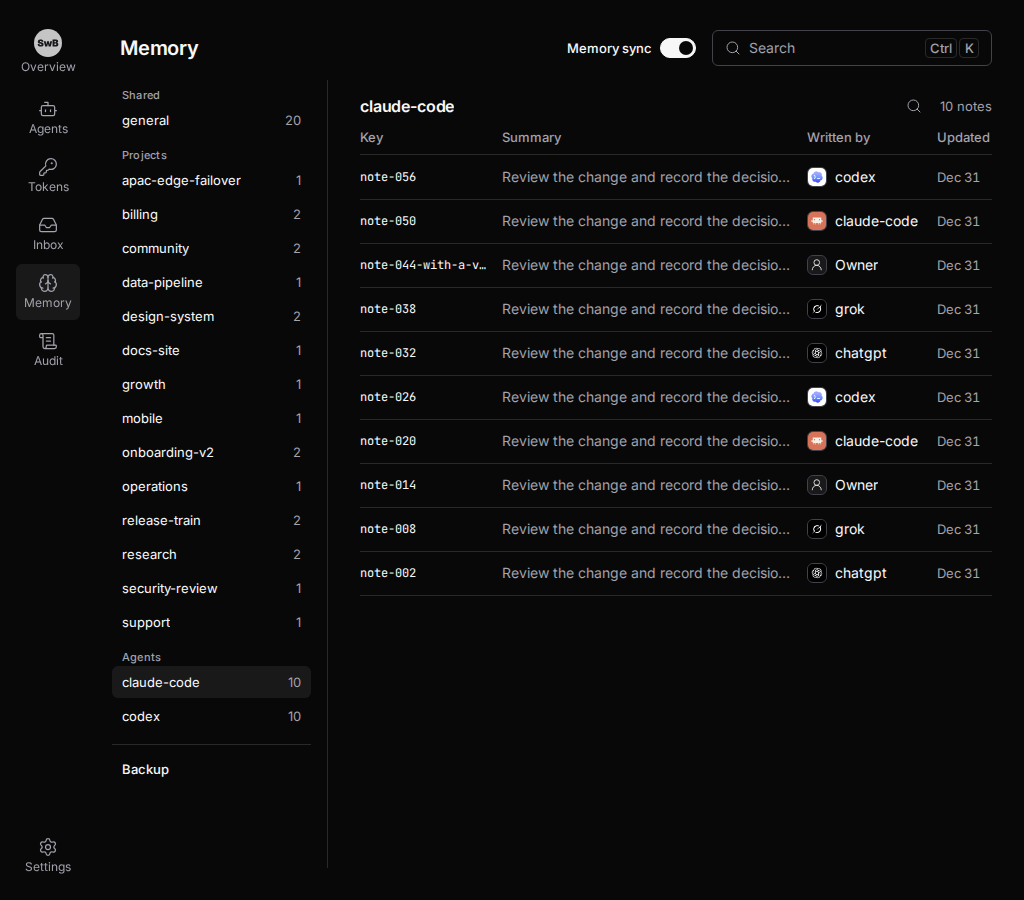 SwB
Overview
Agents
Tokens
Inbox
Memory
Audit
Settings
Memory
Memory sync
Search
Ctrl K
Shared
general 20
Projects
apac-edge-failover 1
billing 2
community 2
data-pipeline 1
design-system 2
docs-site 1
growth 1
mobile 1
onboarding-v2 2
operations 1
release-train 2
research 2
security-review 1
support 1
Agents
claude-code 10
codex 10
Backup
claude-code 10 notes
Key Summary Written by Updated
note-056 Review the change and record the decisio... codex Dec 31
note-050 Review the change and record the decisio... claude-code Dec 31
note-044-with-a-v... Review the change and record the decisio... Owner Dec 31
note-038 Review the change and record the decisio... grok Dec 31
note-032 Review the change and record the decisio... chatgpt Dec 31
note-026 Review the change and record the decisio... codex Dec 31
note-020 Review the change and record the decisio... claude-code Dec 31
note-014 Review the change and record the decisio... Owner Dec 31
note-008 Review the change and record the decisio... grok Dec 31
note-002 Review the change and record the decisio... chatgpt Dec 31